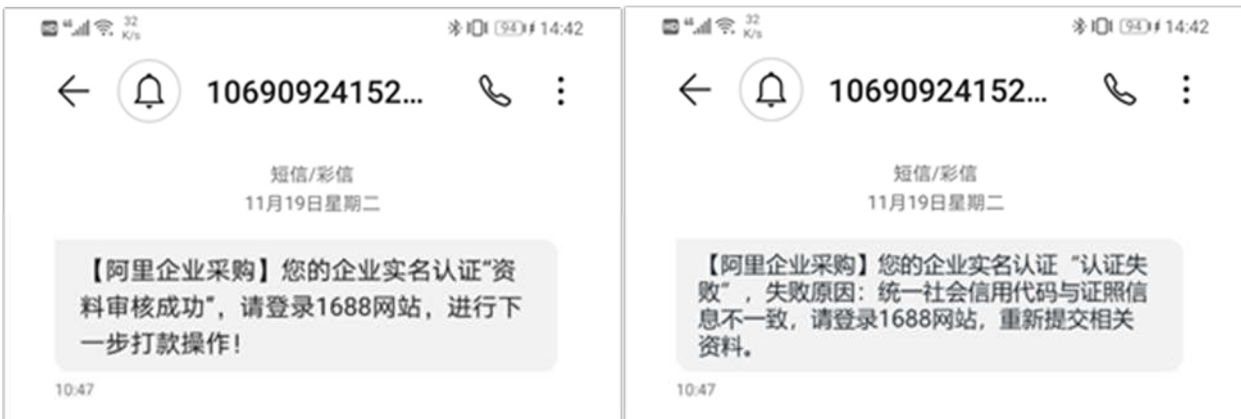 HD 4G 32 K/s 94 14:42
10690924152...
短信/彩信
11月19日星期二
【阿里企业采购】您的企业实名认证“资
料审核成功”，请登录1688网站，进行下
一步打款操作！
10:47
HD 4G 32 K/s 94 14:42
10690924152...
短信/彩信
11月19日星期二
【阿里企业采购】您的企业实名认证“认证失
败”，失败原因：统一社会信用代码与证照信
息不一致，请登录1688网站，重新提交相关
资料。
10:47